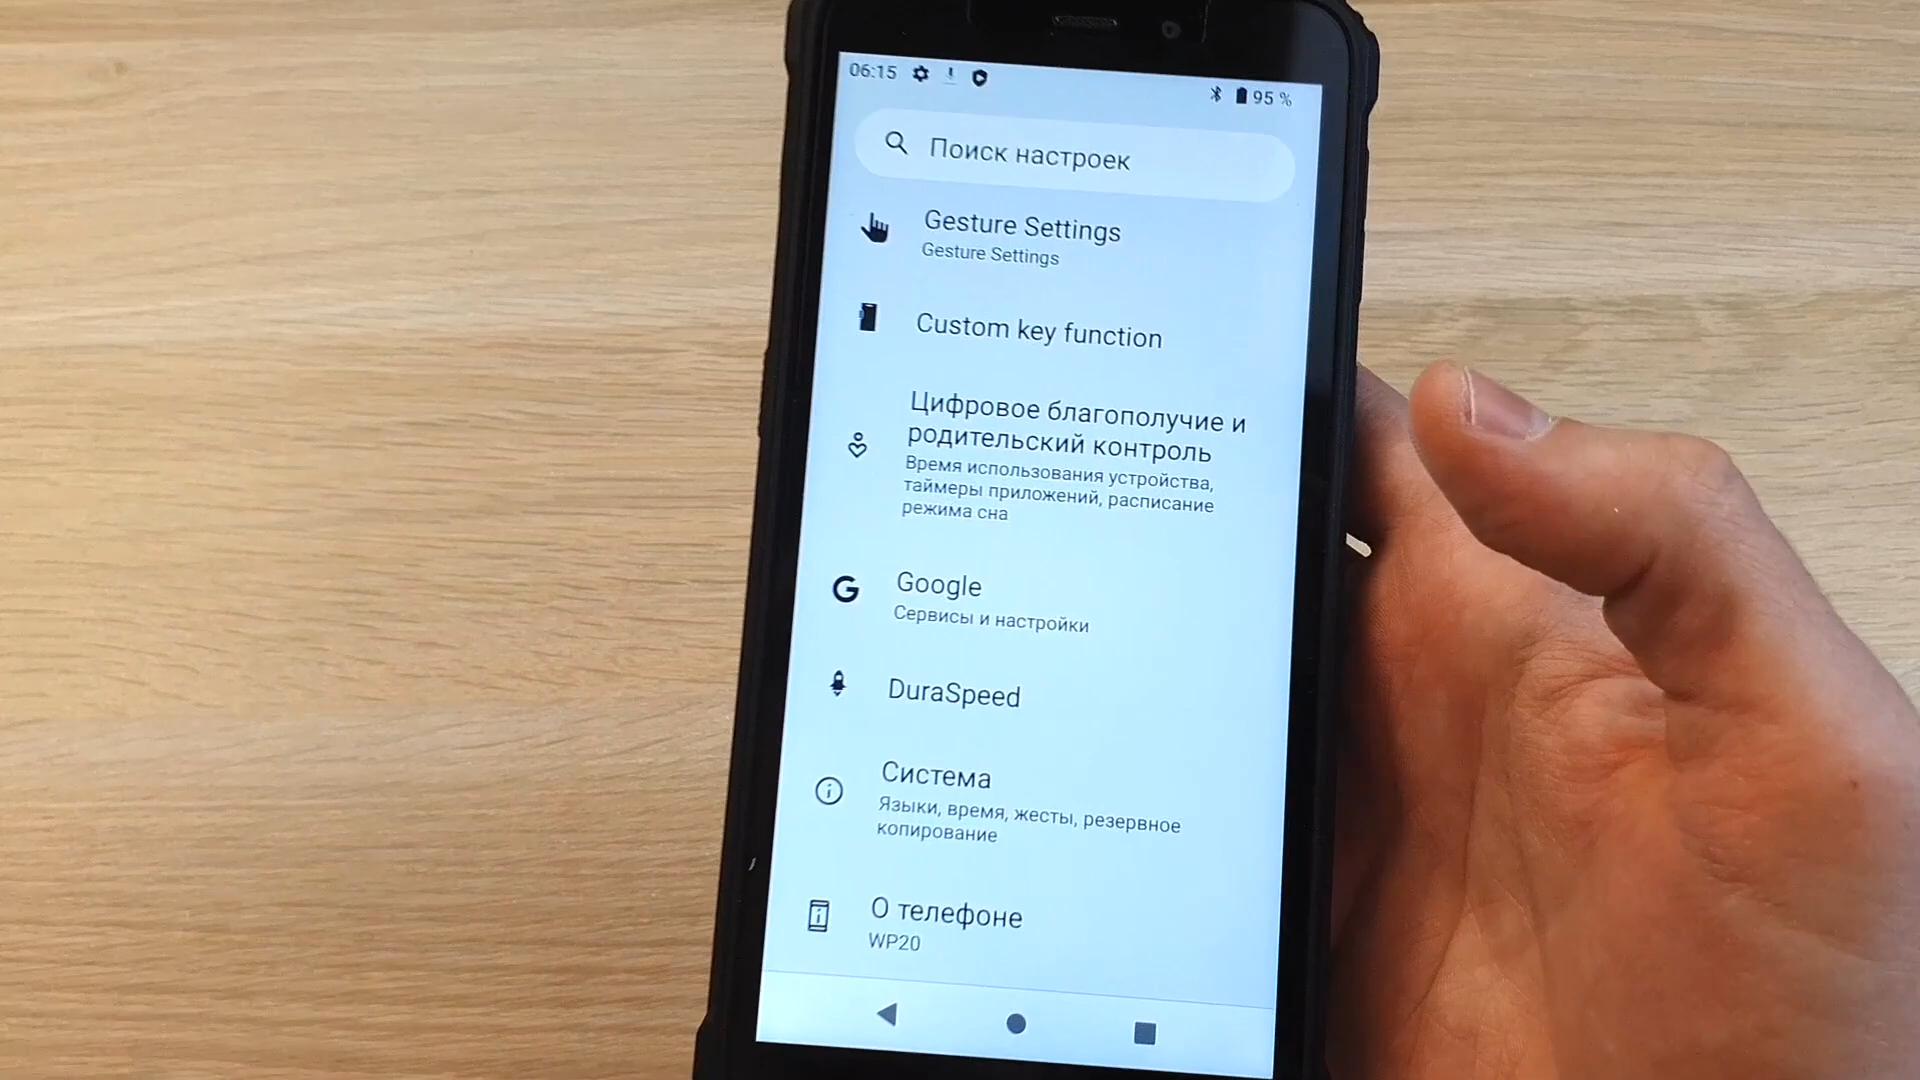 06:15
95 %
Поиск настроек
Gesture Settings
Gesture Settings
Custom key function
Цифровое благополучие и
родительский контроль
Время использования устройства,
таймеры приложений, расписание
режима сна
Google
Сервисы и настройки
DuraSpeed
Система
Языки, время, жесты, резервное
копирование
О телефоне
WP20